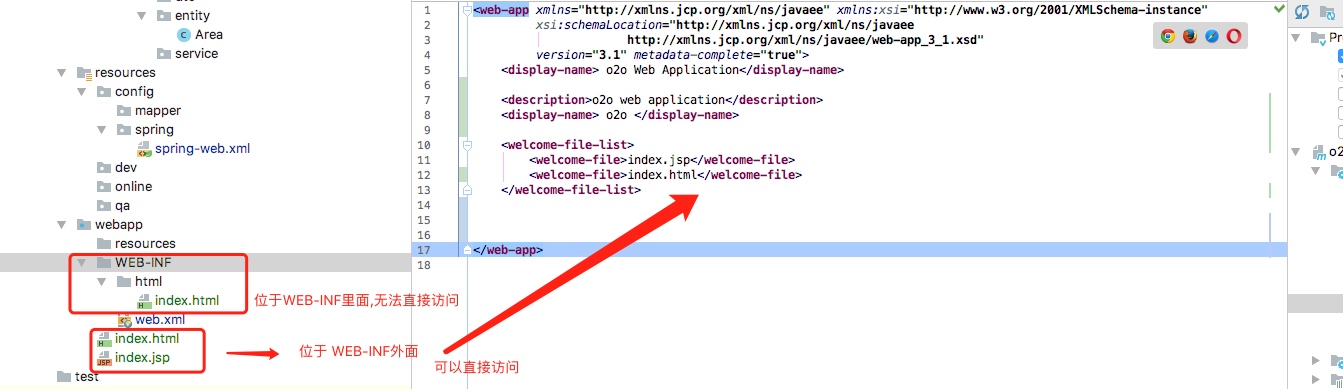 entity
Area
service
resources
config
mapper
spring
spring-web.xml
dev
online
qa
webapp
resources
WEB-INF
html
index.html
web.xml
index.html
index.jsp
test
位于WEB-INF里面,无法直接访问
位于 WEB-INF外面
可以直接访问
1 <web-app xmlns="http://xmlns.jcp.org/xml/ns/javaee" xmlns:xsi="http://www.w3.org/2001/XMLSchema-instance"
2 xsi:schemaLocation="http://xmlns.jcp.org/xml/ns/javaee
3 http://xmlns.jcp.org/xml/ns/javaee/web-app_3_1.xsd"
4 version="3.1" metadata-complete="true">
5 <display-name> o2o Web Application</display-name>
6
7 <description>o2o web application</description>
8 <display-name> o2o </display-name>
9
10 <welcome-file-list>
11 <welcome-file>index.jsp</welcome-file>
12 <welcome-file>index.html</welcome-file>
13 </welcome-file-list>
14
15
16
17 </web-app>
18